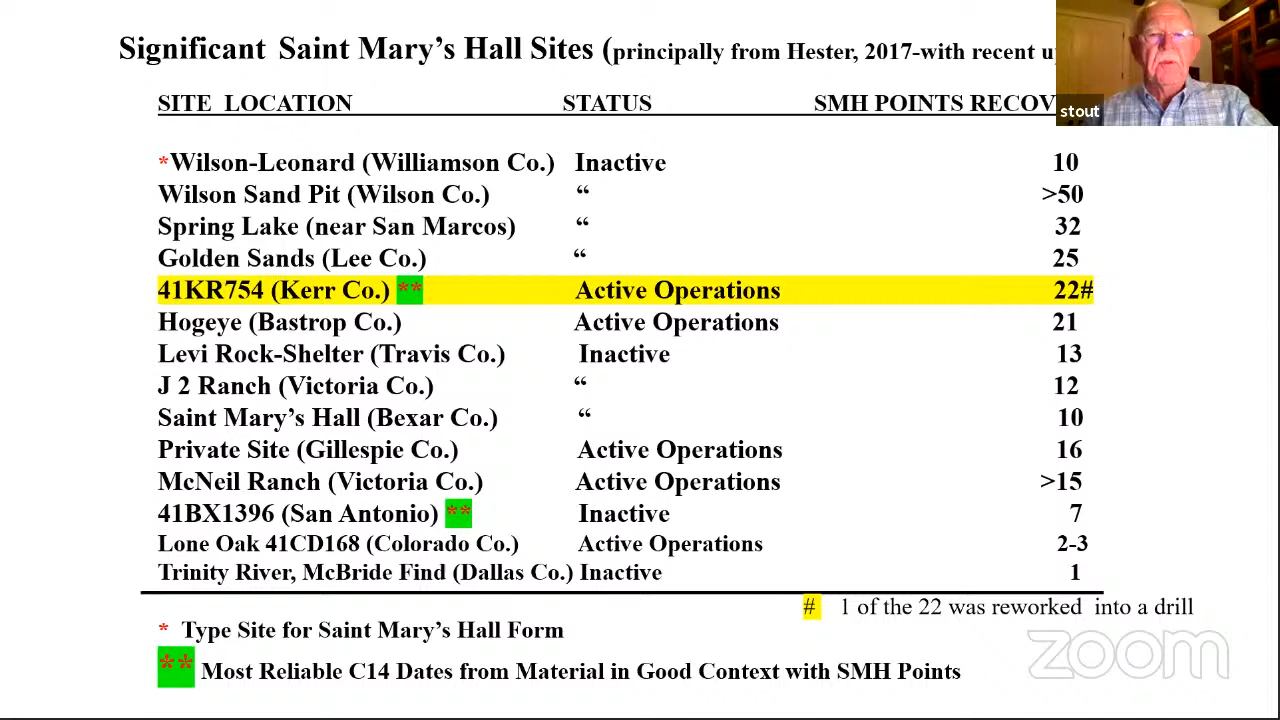 Significant Saint Mary's Hall Sites (principally from Hester, 2017-with recent
stout
SITE LOCATION STATUS SMH POINTS
*Wilson-Leonard (Williamson Co.) Inactive 10
Wilson Sand Pit (Wilson Co.) “ >50
Spring Lake (near San Marcos) “ 32
Golden Sands (Lee Co.) “ 25
41KR754 (Kerr Co.) ** Active Operations 22#
Hogeye (Bastrop Co.) Active Operations 21
Levi Rock-Shelter (Travis Co.) Inactive 13
J 2 Ranch (Victoria Co.) “ 12
Saint Mary’s Hall (Bexar Co.) “ 10
Private Site (Gillespie Co.) Active Operations 16
McNeil Ranch (Victoria Co.) Active Operations >15
41BX1396 (San Antonio) ** Inactive 7
Lone Oak 41CD168 (Colorado Co.) Active Operations 2-3
Trinity River, McBride Find (Dallas Co.) Inactive 1
# 1 of the 22 was reworked into a drill
* Type Site for Saint Mary’s Hall Form
** Most Reliable C14 Dates from Material in Good Context with SMH Points
zoom